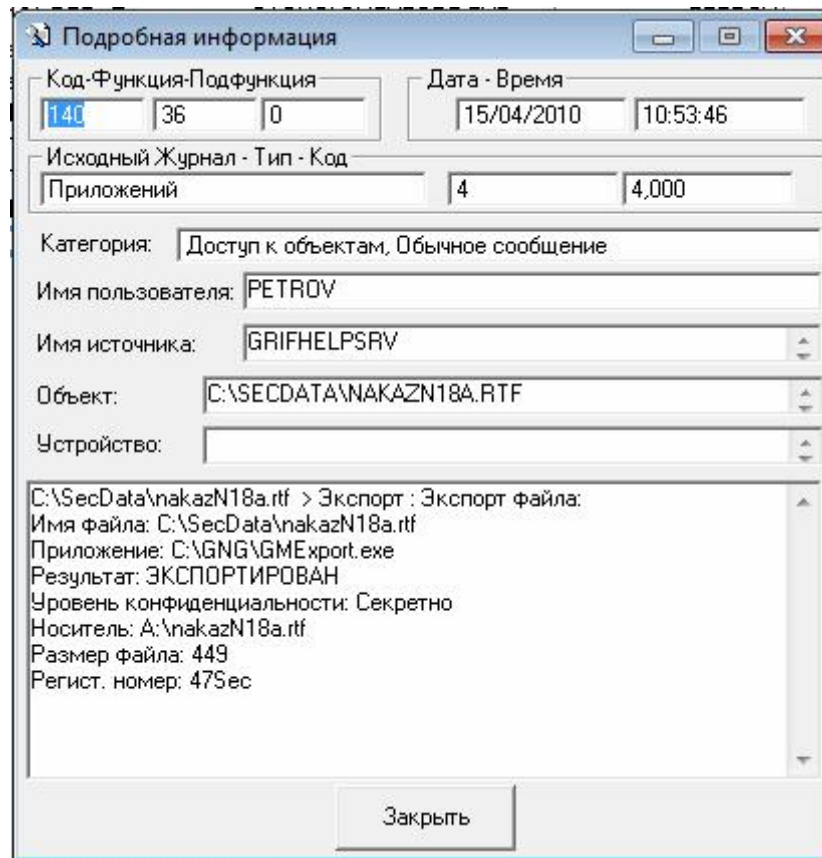 Подробная информация
Код-Функция-Подфункция
Дата - Время
140 36 0 15/04/2010 10:53:46
Исходный Журнал - Тип - Код
Приложений 4 4,000
Категория: Доступ к объектам, Обычное сообщение
Имя пользователя: PETROV
Имя источника: GRIFHELPSRV
Объект: C:\SECDATA\NAKAZN18A.RTF
Устройство:
C:\SecData\nakazN18a.rtf > Экспорт : Экспорт файла:
Имя файла: C:\SecData\nakazN18a.rtf
Приложение: C:\GNG\GMExport.exe
Результат: ЭКСПОРТИРОВАН
Уровень конфиденциальности: Секретно
Носитель: A:\nakazN18a.rtf
Размер файла: 449
Регист. номер: 47Sec
Закрыть